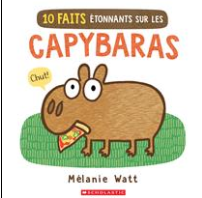 10 FAITS ÉTONNANTS SUR LES
CAPYBARAS
Chut!
Mélanie Watt
SCHOLASTIC